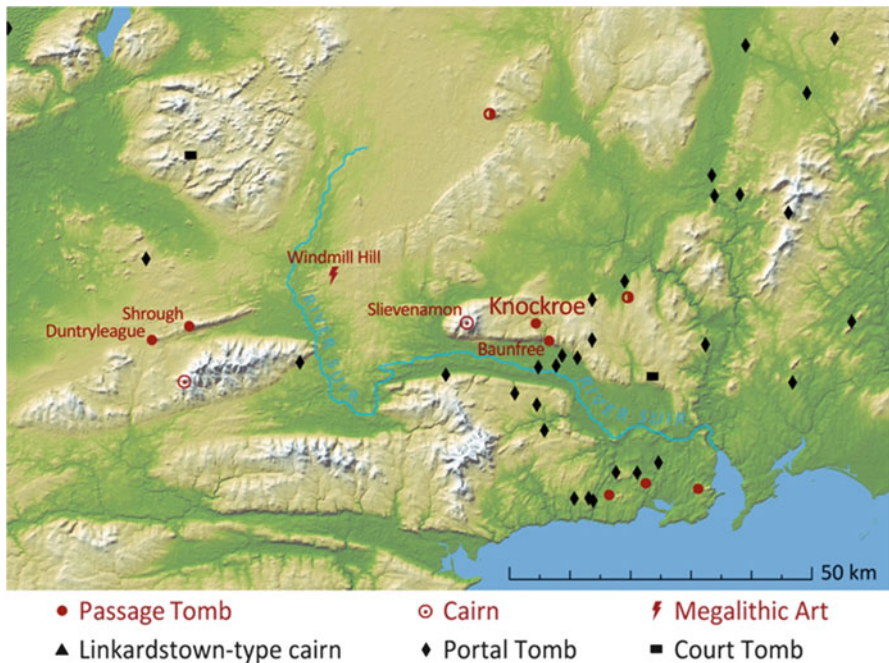 Windmill Hill
Shrough
Duntryleague
Slievenamon
Knockroe
Baunfree
RIVER SUIR
RIVER SUIR
50 km
Passage Tomb
Cairn
Megalithic Art
Linkardstown-type cairn
Portal Tomb
Court Tomb